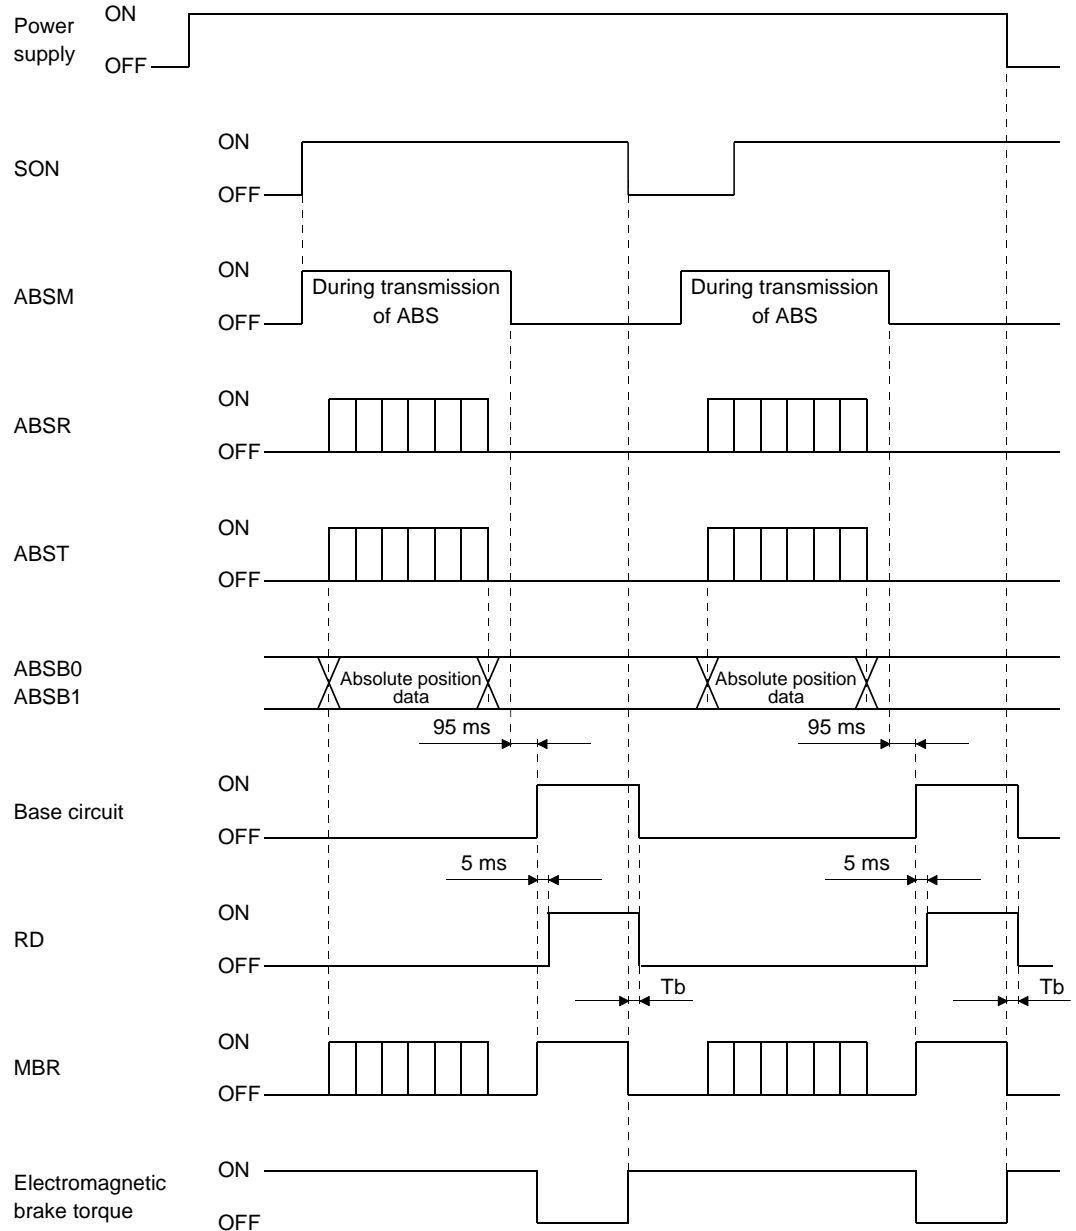 Power
supply
ON
OFF
SON
ON
OFF
ABSM
ON
OFF
During transmission
of ABS
During transmission
of ABS
ABSR
ON
OFF
ABST
ON
OFF
ABSB0
ABSB1
Absolute position
data
Absolute position
data
95 ms
95 ms
Base circuit
ON
OFF
5 ms
5 ms
RD
ON
OFF
Tb
Tb
MBR
ON
OFF
Electromagnetic
brake torque
ON
OFF